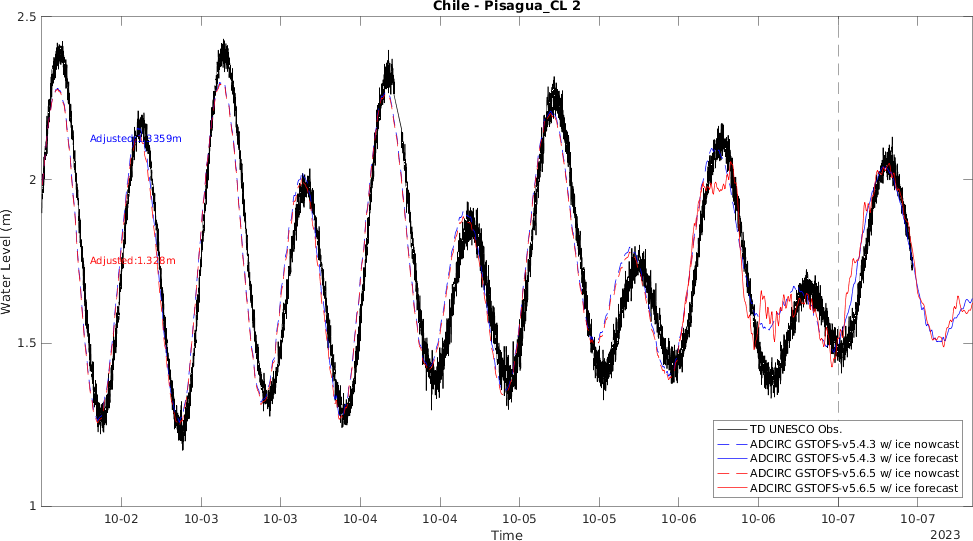 Chile - Pisagua_CL 2
2.5
2
1.5
1
Water Level (m)
Adjusted:1.3359m
Adjusted:1.328m
TD UNESCO Obs.
ADCIRC GSTOFS-v5.4.3 w/ ice nowcast
ADCIRC GSTOFS-v5.4.3 w/ ice forecast
ADCIRC GSTOFS-v5.6.5 w/ ice nowcast
ADCIRC GSTOFS-v5.6.5 w/ ice forecast
10-02 10-03 10-03 10-04 10-04 10-05 10-05 10-06 10-06 10-07 10-07
Time
2023